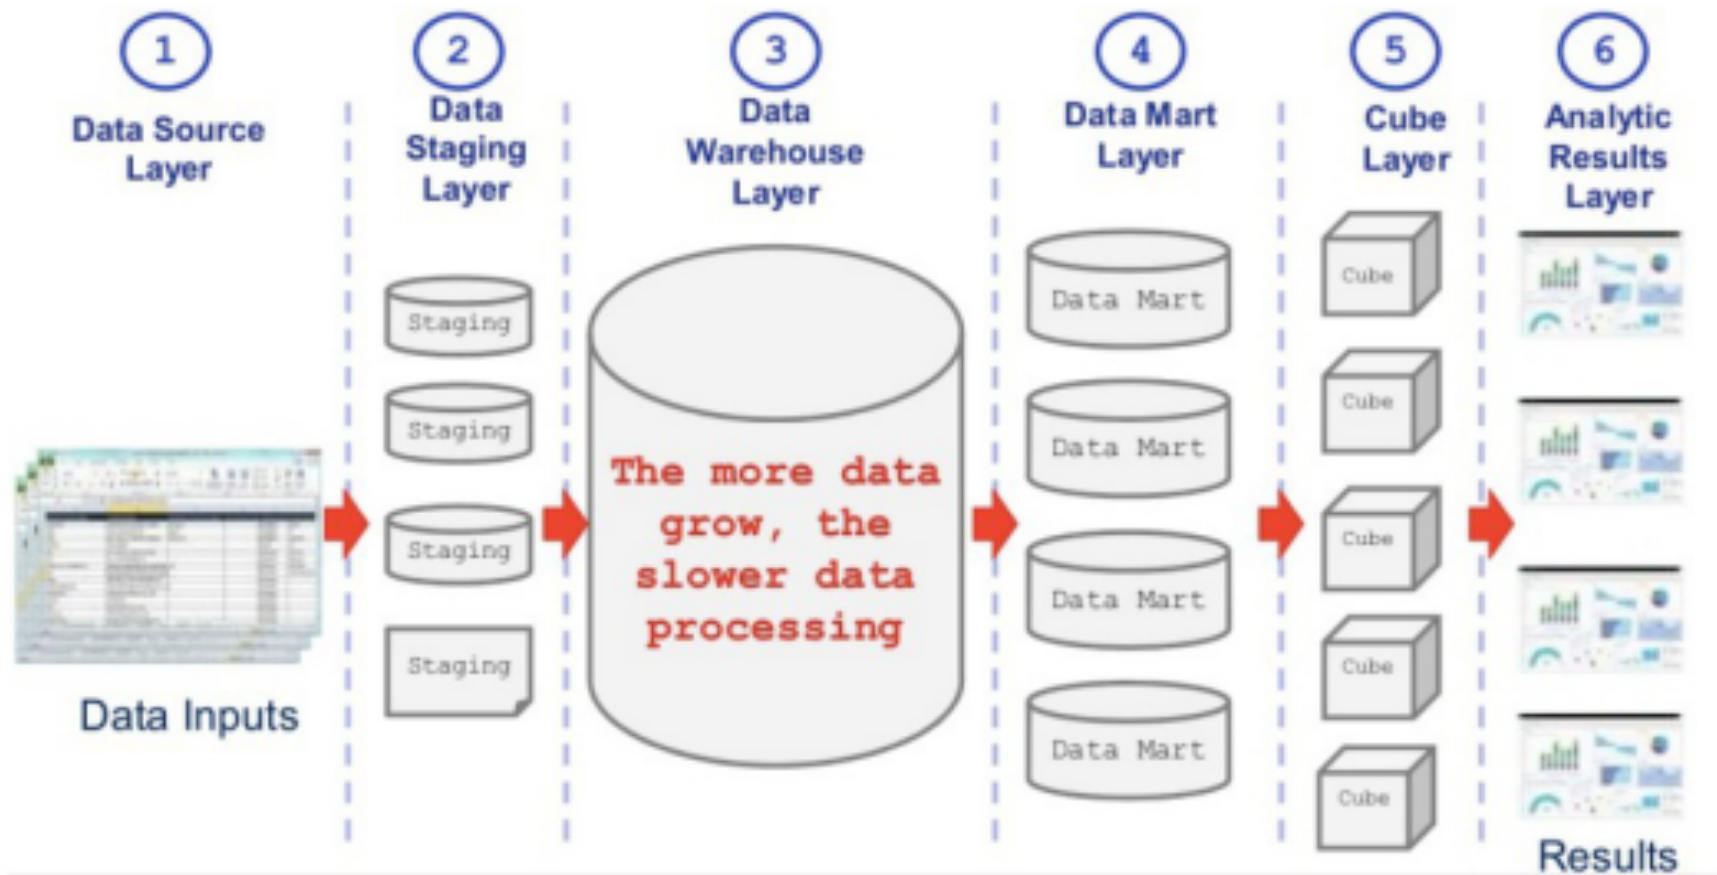 1
Data Source
Layer
2
Data
Staging
Layer
3
Data
Warehouse
Layer
4
Data Mart
Layer
5
Cube
Layer
6
Analytic
Results
Layer
Data Inputs
Staging
Staging
Staging
Staging
The more data
grow, the
slower data
processing
Data Mart
Data Mart
Data Mart
Data Mart
Cube
Cube
Cube
Cube
Cube
Results